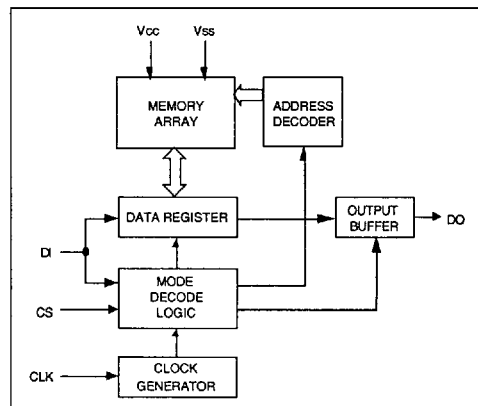 Vcc Vss
MEMORY
ARRAY
ADDRESS
DECODER
DATA REGISTER
OUTPUT
BUFFER
DO
DI
MODE
DECODE
LOGIC
CS
CLOCK
GENERATOR
CLK